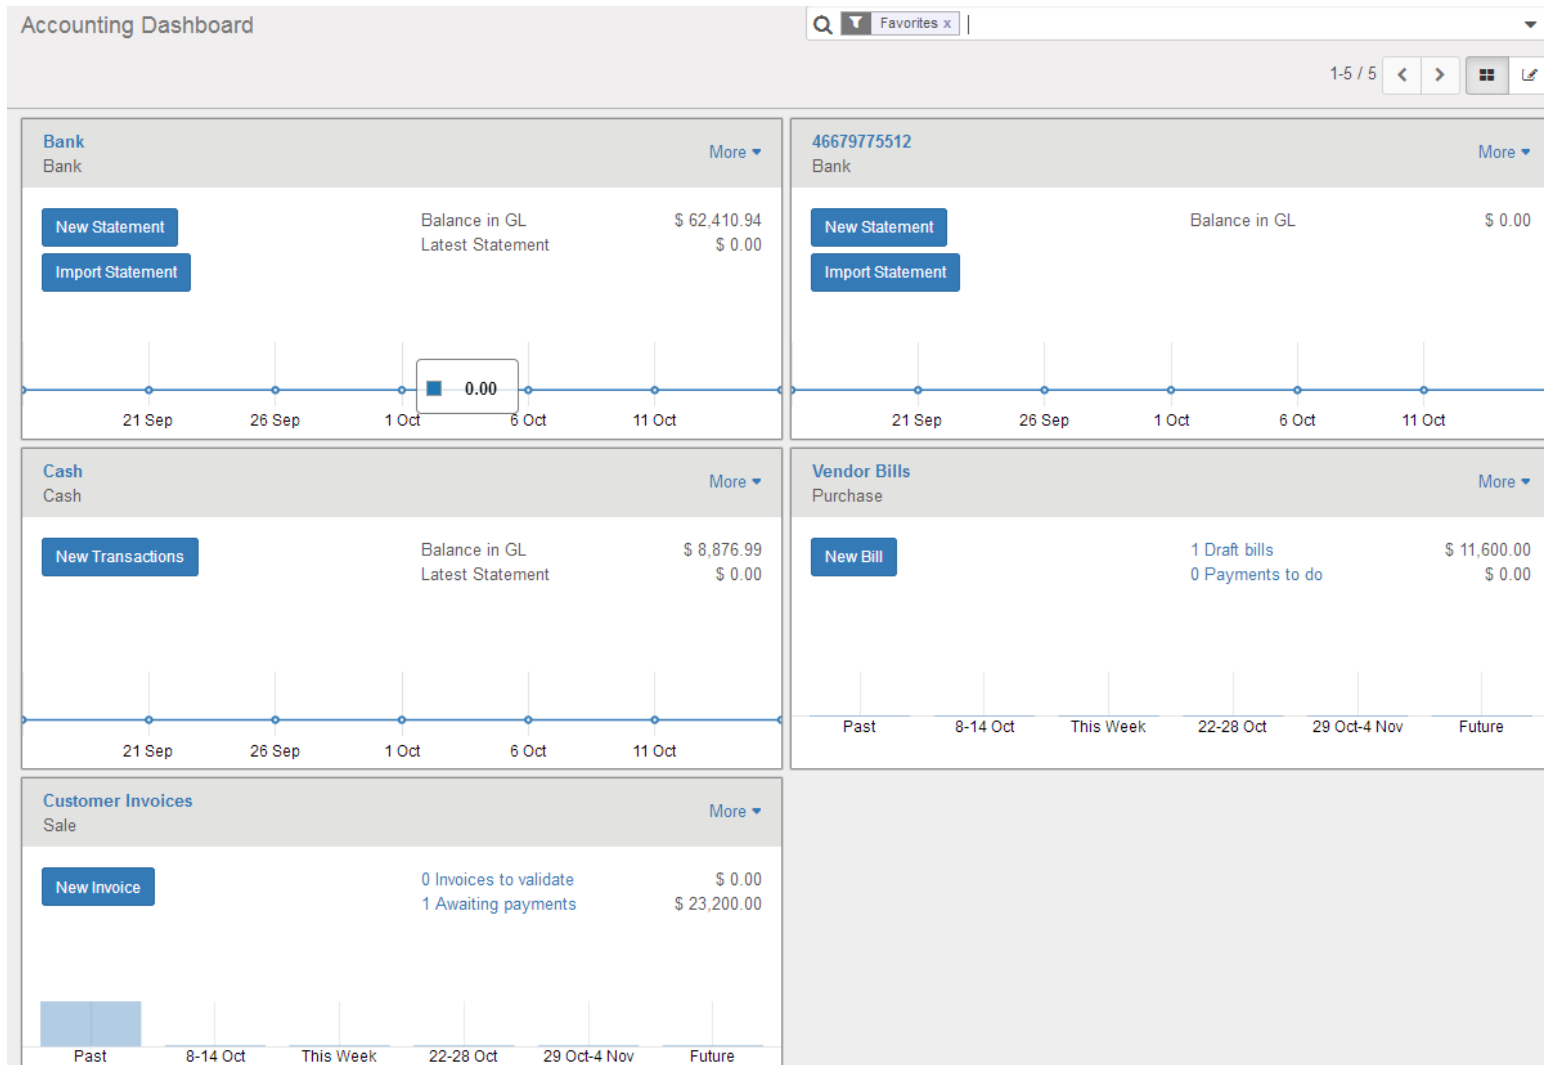 Accounting Dashboard
Favorites x
1-5 / 5
Bank
Bank
More
New Statement
Balance in GL $ 62,410.94
Latest Statement $ 0.00
Import Statement
0.00
21 Sep 26 Sep 1 Oct 6 Oct 11 Oct
46679775512
Bank
More
New Statement
Balance in GL $ 0.00
Import Statement
21 Sep 26 Sep 1 Oct 6 Oct 11 Oct
Cash
Cash
More
New Transactions
Balance in GL $ 8,876.99
Latest Statement $ 0.00
21 Sep 26 Sep 1 Oct 6 Oct 11 Oct
Vendor Bills
Purchase
More
New Bill
1 Draft bills $ 11,600.00
0 Payments to do $ 0.00
Past 8-14 Oct This Week 22-28 Oct 29 Oct-4 Nov Future
Customer Invoices
Sale
More
New Invoice
0 Invoices to validate $ 0.00
1 Awaiting payments $ 23,200.00
Past 8-14 Oct This Week 22-28 Oct 29 Oct-4 Nov Future